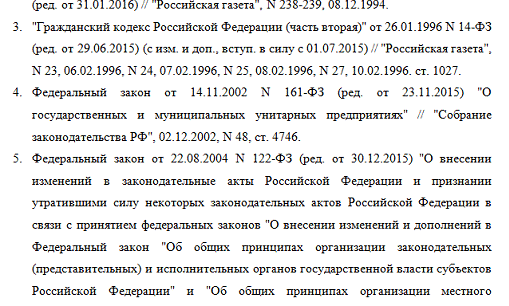 (ред. от 31.01.2016) // "Российская газета", N 238-239, 08.12.1994.
3. "Гражданский кодекс Российской Федерации (часть вторая)" от 26.01.1996 N 14-ФЗ
(ред. от 29.06.2015) (с изм. и доп., вступ. в силу с 01.07.2015) // "Российская газета",
N 23, 06.02.1996, N 24, 07.02.1996, N 25, 08.02.1996, N 27, 10.02.1996. ст. 1027.
4. Федеральный закон от 14.11.2002 N 161-ФЗ (ред. от 23.11.2015) "О
государственных и муниципальных унитарных предприятиях" // "Собрание
законодательства РФ", 02.12.2002, N 48, ст. 4746.
5. Федеральный закон от 22.08.2004 N 122-ФЗ (ред. от 30.12.2015) "О внесении
изменений в законодательные акты Российской Федерации и признании
утратившими силу некоторых законодательных актов Российской Федерации в
связи с принятием федеральных законов "О внесении изменений и дополнений в
Федеральный закон "Об общих принципах организации законодательных
(представительных) и исполнительных органов государственной власти субъектов
Российской Федерации" и "Об общих принципах организации местного